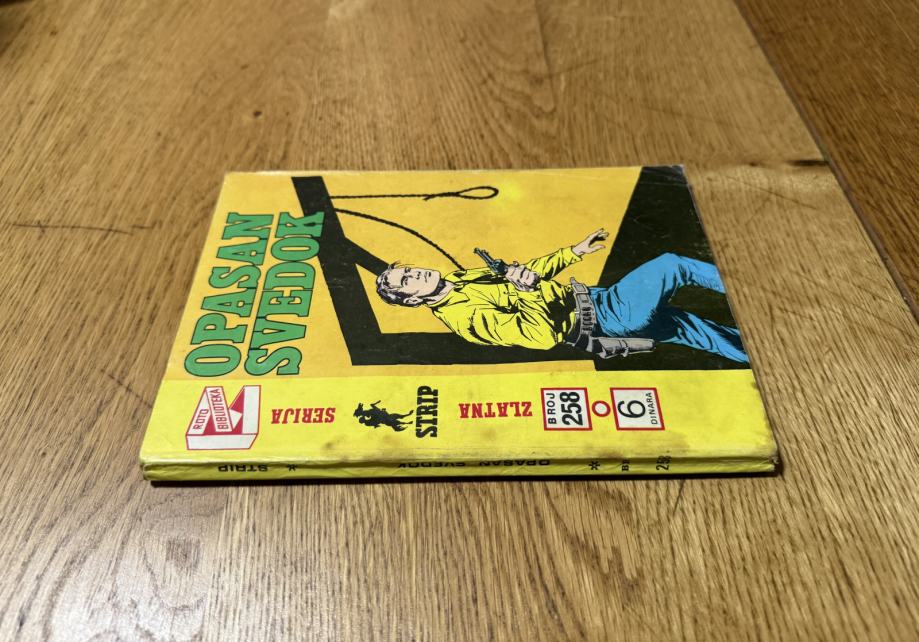 OPASAN
SVEDOK
ROTO
BIBLIOTEKA
ZLATNA
SERIJA
STRIP
BROJ
258
6
DINARA
STRIP * OPASAN SVEDOK *